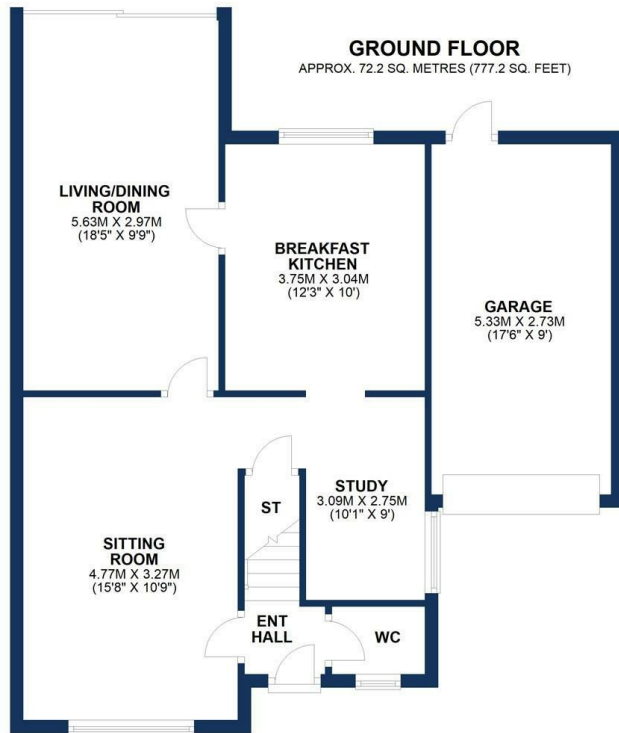 GROUND FLOOR
APPROX. 72.2 SQ. METRES (777.2 SQ. FEET)
LIVING/DINING
ROOM
5.63M X 2.97M
(18'5" X 9'9")
BREAKFAST
KITCHEN
3.75M X 3.04M
(12'3" X 10')
GARAGE
5.33M X 2.73M
(17'6" X 9')
STUDY
3.09M X 2.75M
(10'1" X 9')
ST
SITTING
ROOM
4.77M X 3.27M
(15'8" X 10'9")
ENT
HALL
WC